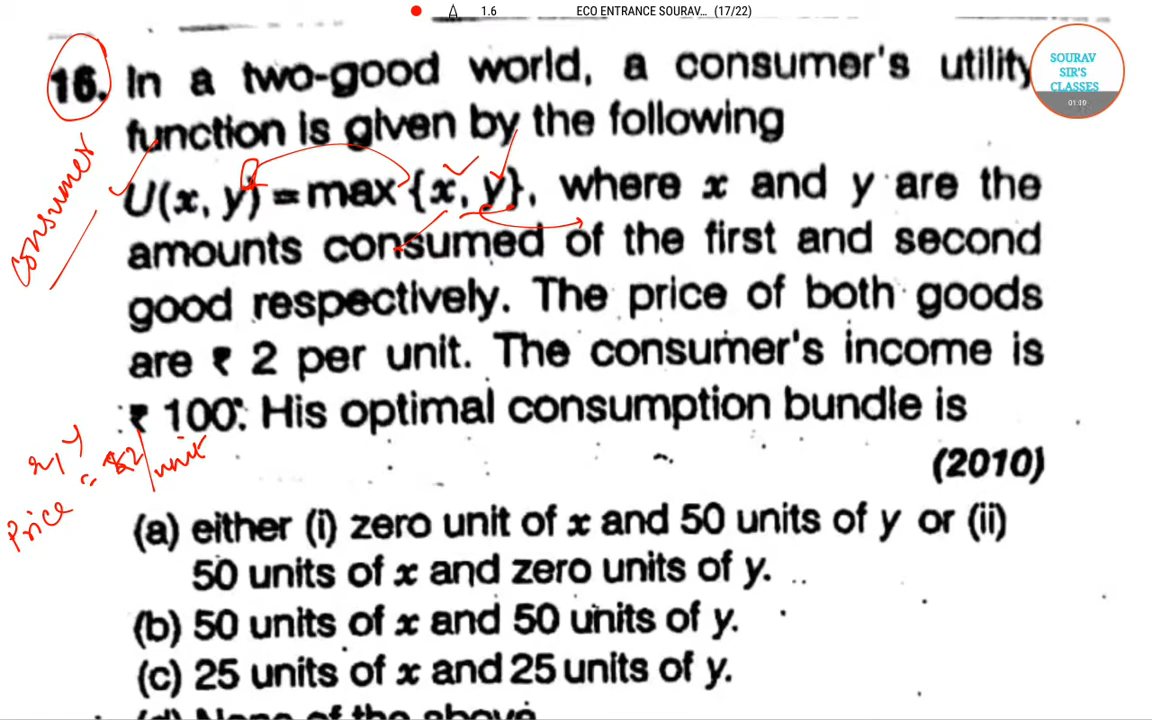 1.6 ECO ENTRANCE SOURAV... (17/22)
SOURAV
SIR'S
CLASSES
01:10
16. In a two-good world, a consumer's utility
function is given by the following
U(x, y) = max {x, y}, where x and y are the
amounts consumed of the first and second
good respectively. The price of both goods
are ₹ 2 per unit. The consumer's income is
₹ 100. His optimal consumption bundle is
(2010)
(a) either (i) zero unit of x and 50 units of y or (ii)
50 units of x and zero units of y.
(b) 50 units of x and 50 units of y.
(c) 25 units of x and 25 units of y.
(d) None of the above
consumer
x, y
Price = ₹2/unit